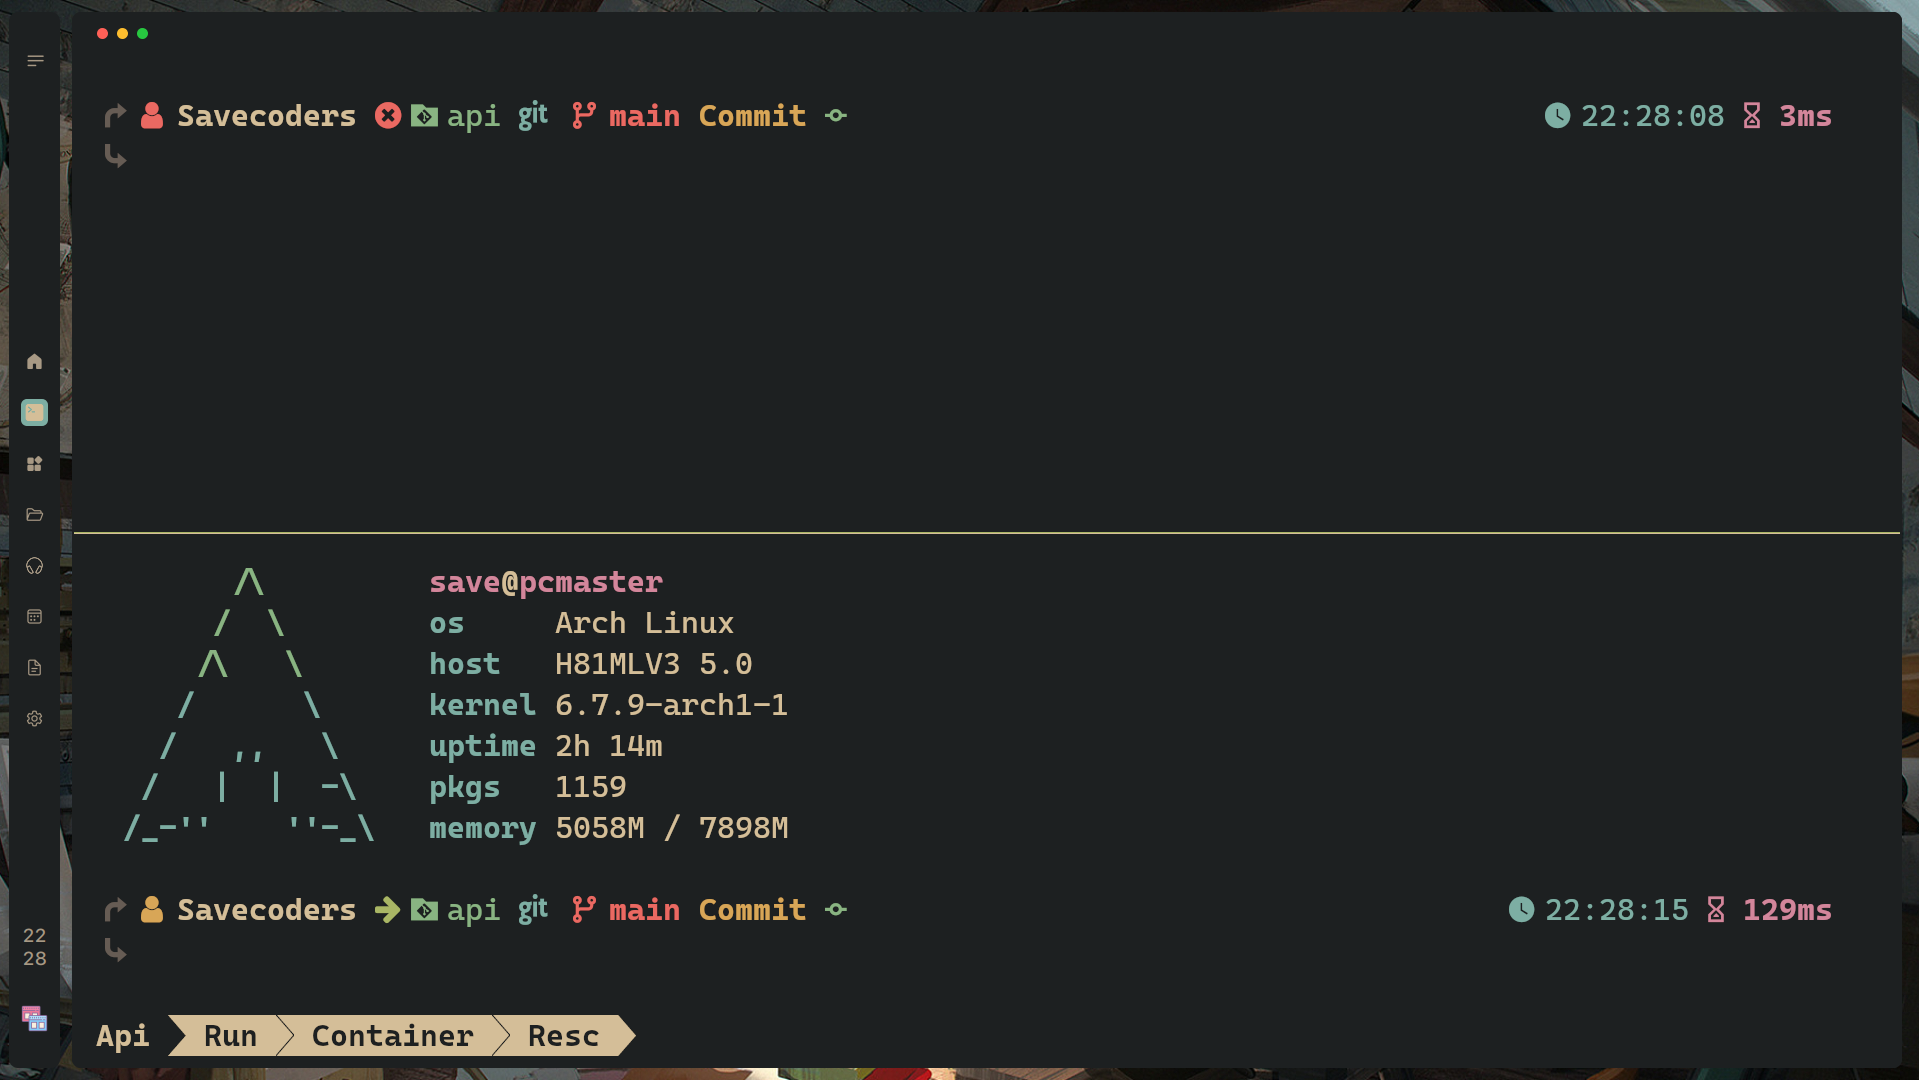 Savecoders api git main Commit 22:28:08 3ms
save@pcmaster
os Arch Linux
host H81MLV3 5.0
kernel 6.7.9-arch1-1
uptime 2h 14m
pkgs 1159
memory 5058M / 7898M
Savecoders api git main Commit 22:28:15 129ms
22
28
Api Run Container Resc